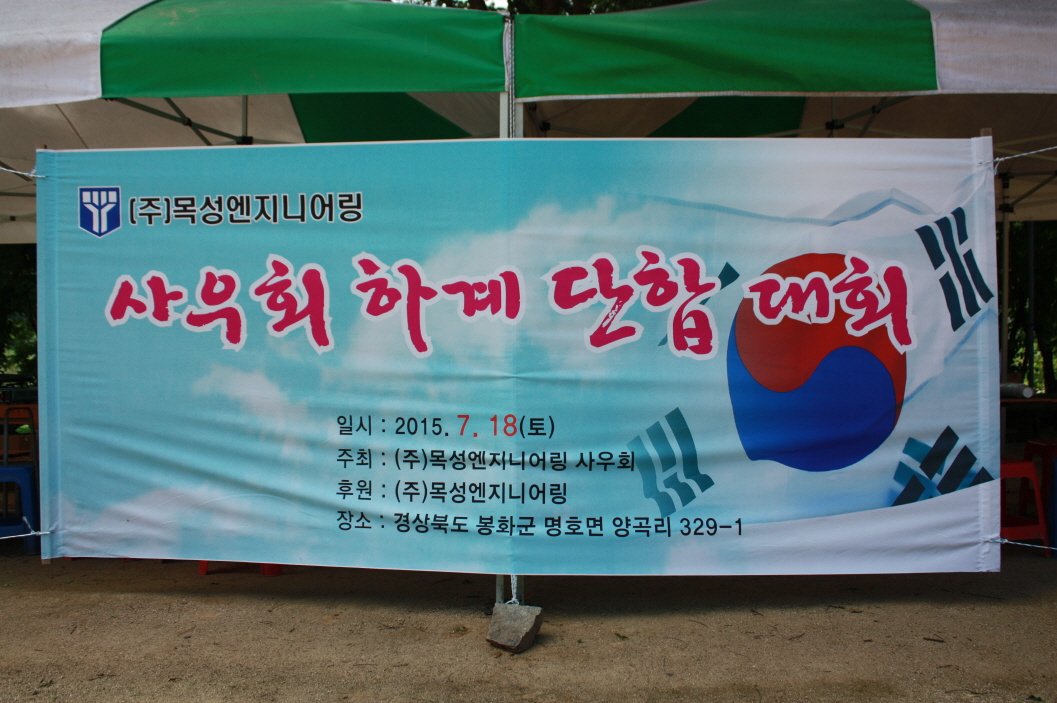 (주)목성엔지니어링
사우회 하계 단합 대회
일시 : 2015. 7. 18(토)
주최 : (주)목성엔지니어링 사우회
후원 : (주)목성엔지니어링
장소 : 경상북도 봉화군 명호면 양곡리 329-1